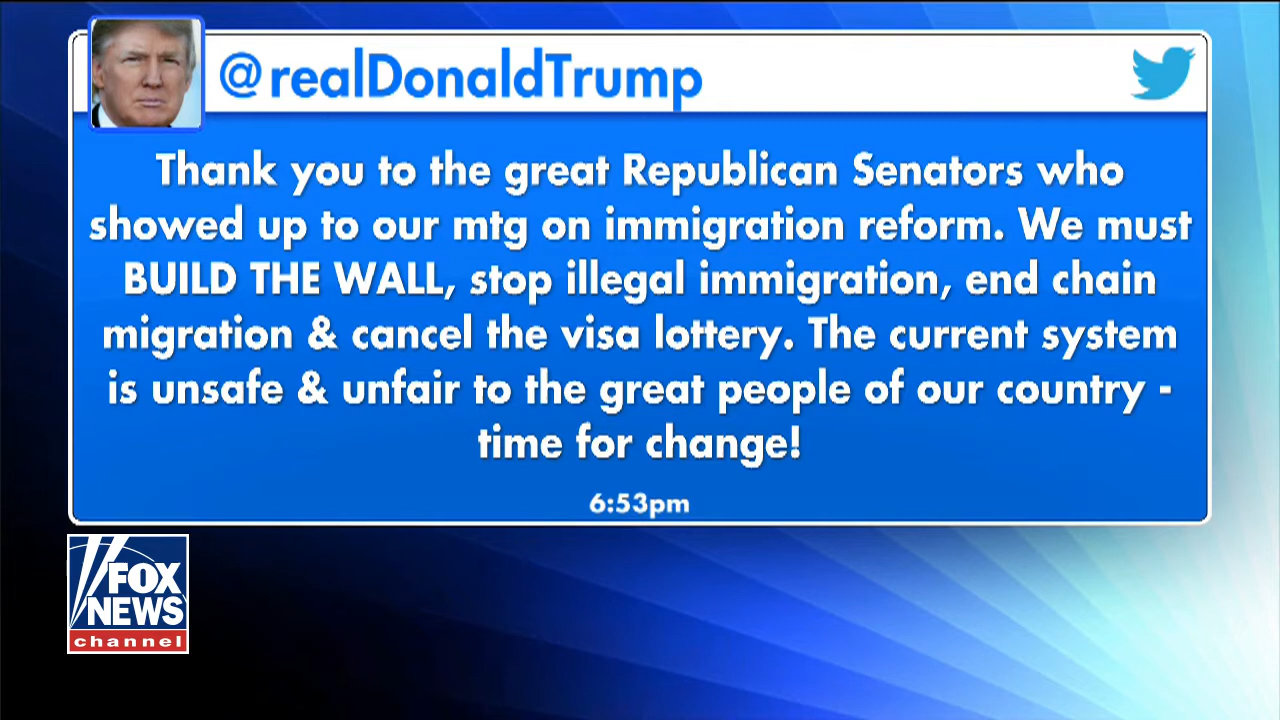 @realDonaldTrump
Thank you to the great Republican Senators who
showed up to our mtg on immigration reform. We must
BUILD THE WALL, stop illegal immigration, end chain
migration & cancel the visa lottery. The current system
is unsafe & unfair to the great people of our country -
time for change!
6:53pm
FOX
NEWS
channel